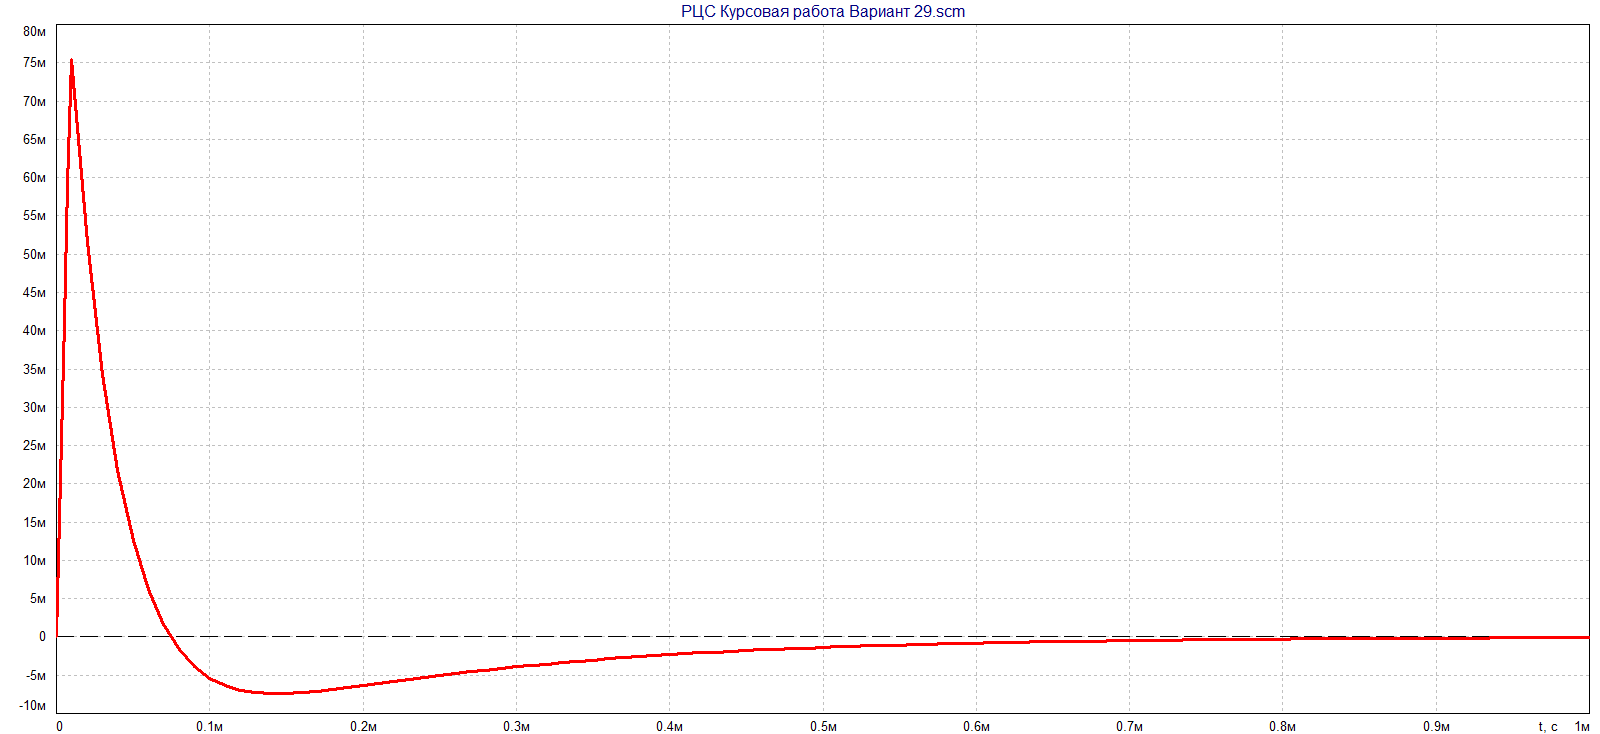 РЦС Курсовая работа Вариант 29.scm
80м
75м
70м
65м
60м
55м
50м
45м
40м
35м
30м
25м
20м
15м
10м
5м
0
-5м
-10м
0 0.1м 0.2м 0.3м 0.4м 0.5м 0.6м 0.7м 0.8м 0.9м t, с 1м